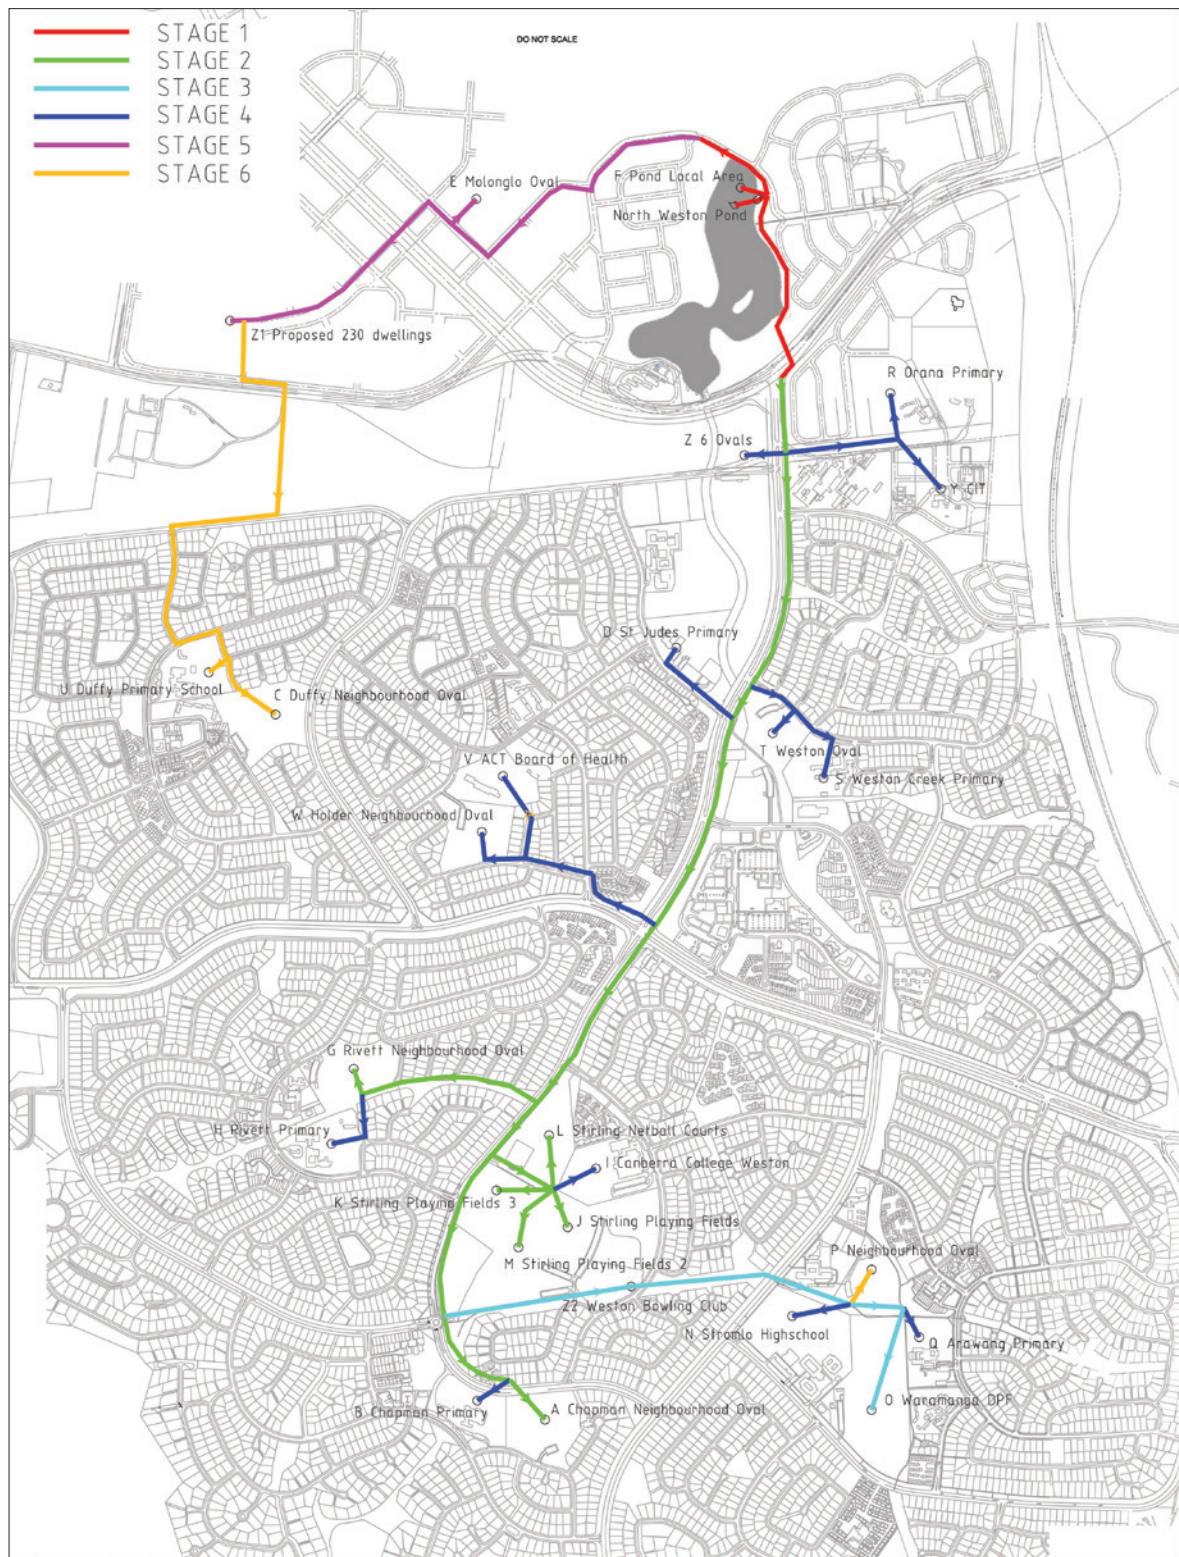 STAGE 1
DO NOT SCALE
STAGE 2
STAGE 3
STAGE 4
STAGE 5
STAGE 6
F Pond Local Area
E Molonglo Oval
North Weston Pond
Z1 Proposed 230 dwellings
R Orana Primary
Z 6 Ovals
Y CIT
D St Judes Primary
U Duffy Primary School
C Duffy Neighbourhood Oval
T Weston Oval
V ACT Board of Health
S Weston Creek Primary
W Holder Neighbourhood Oval
G Rivett Neighbourhood Oval
L Stirling Netball Courts
H Rivett Primary
I Canberra College Weston
K Stirling Playing Fields 3
J Stirling Playing Fields
P Neighbourhood Oval
M Stirling Playing Fields 2
Z2 Weston Bowling Club
N Stromlo Highschool
Q Arawang Primary
O Waramanga DPF
B Chapman Primary
A Chapman Neighbourhood Oval